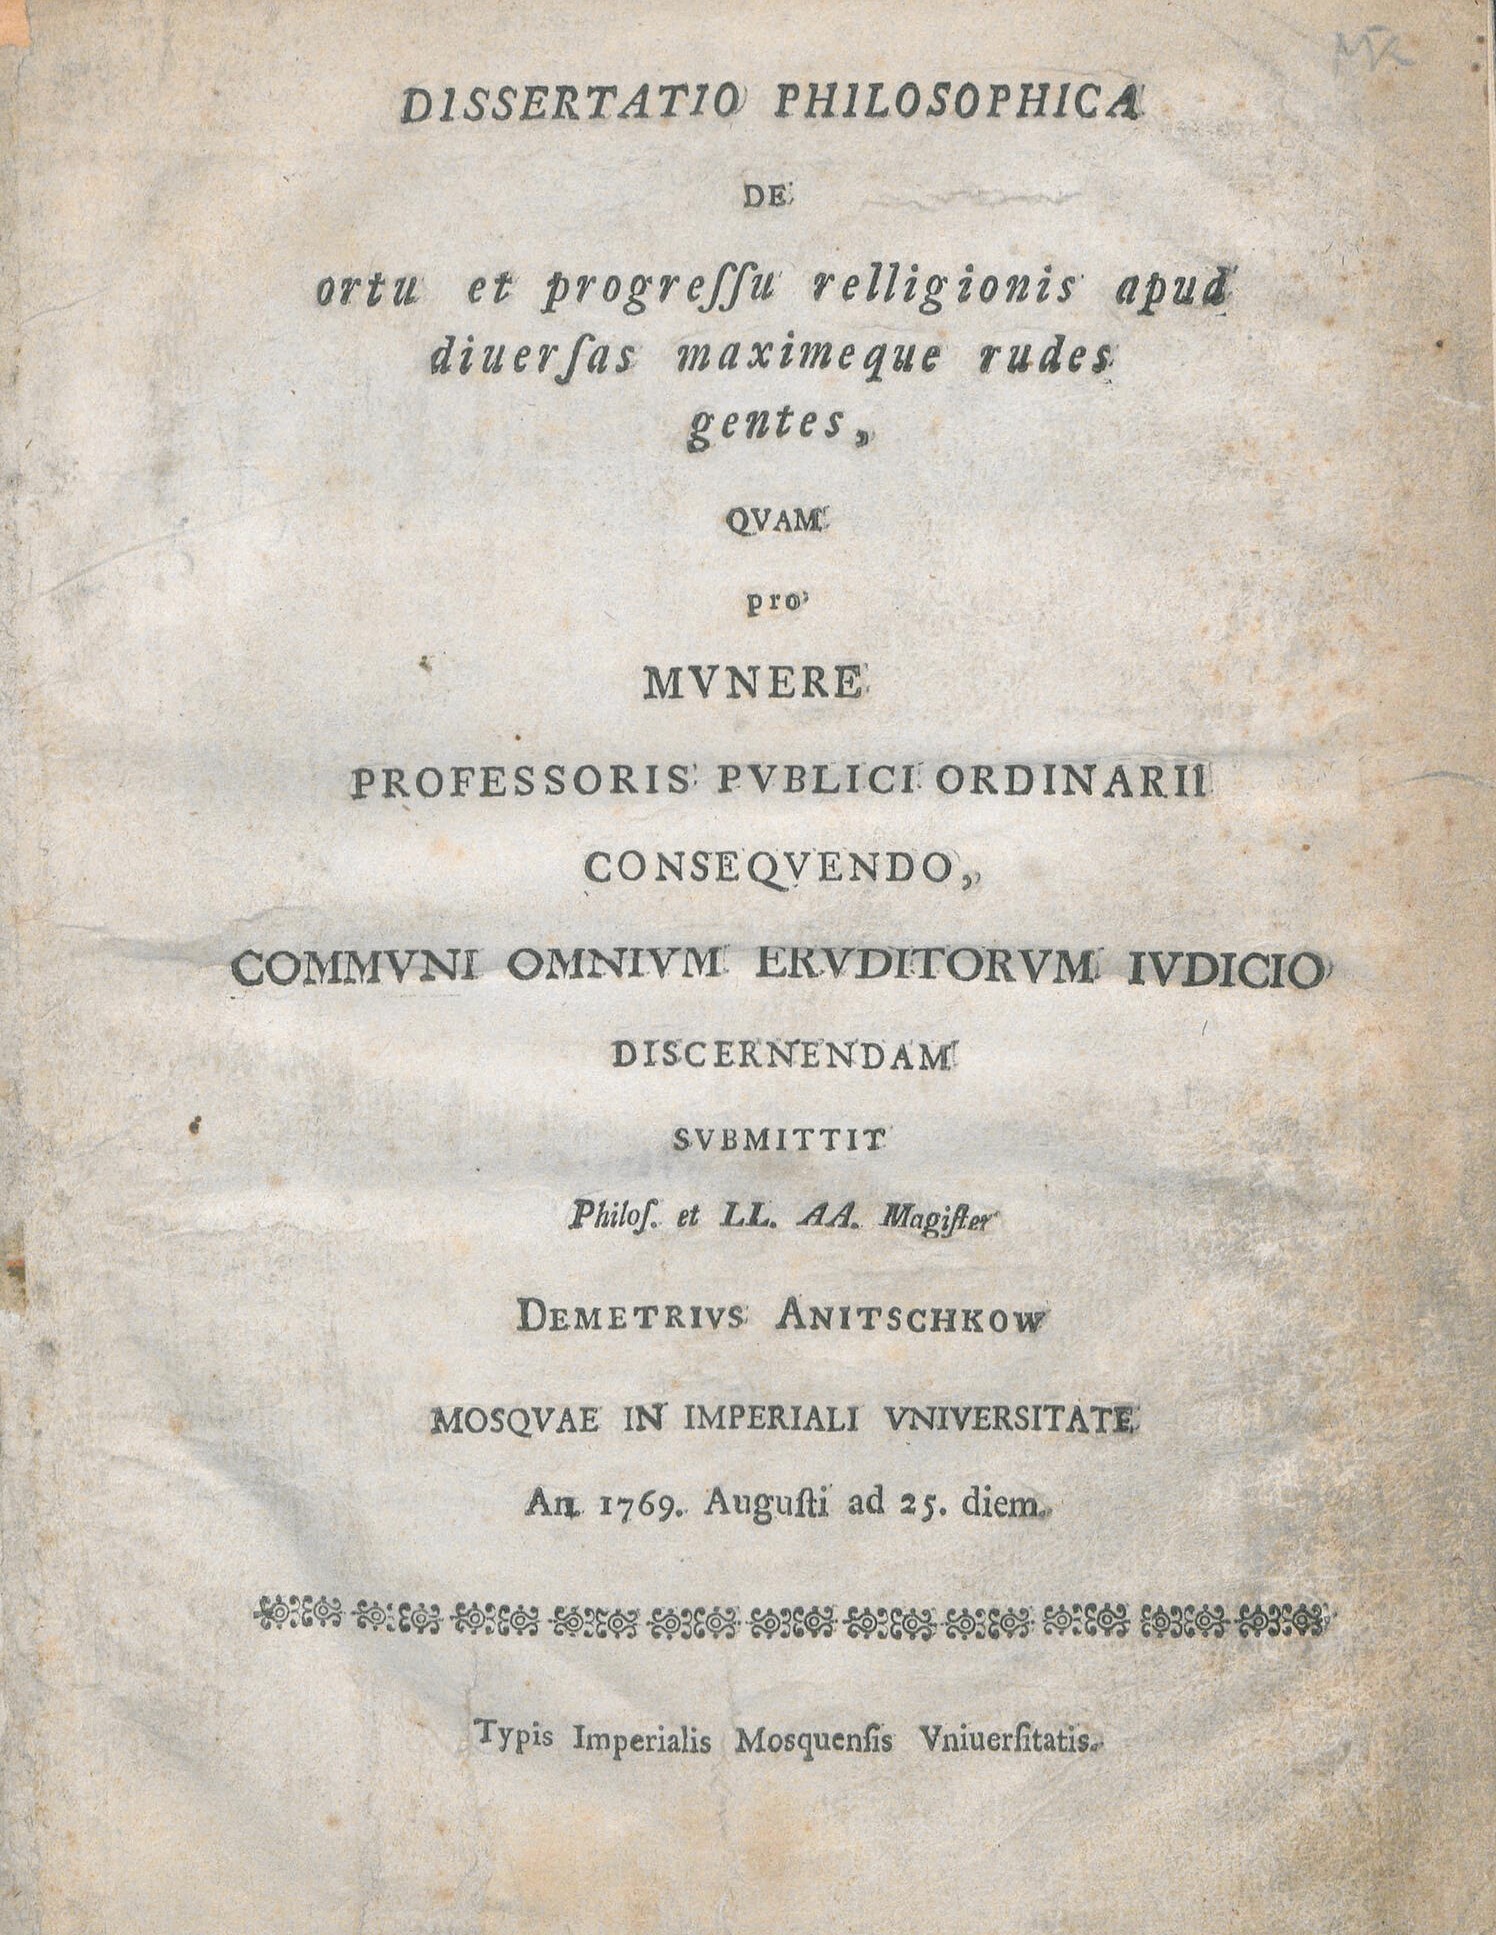 DISSERTATIO PHILOSOPHICA
DE
ortu et progreſſu relligionis apud
diuerſas maximeque rudes
gentes,
QVAM
pro
MVNERE
PROFESSORIS PVBLICI ORDINARII
CONSEQVENDO,
COMMVNI OMNIVM ERVDITORVM IVDICIO
DISCERNENDAM
SVBMITTIT
Philoſ. et LL. AA. Magiſter
DEMETRIVS ANITSCHKOW
MOSQVAE IN IMPERIALI VNIVERSITATE
An. 1769. Auguſti ad 25. diem.
Typis Imperialis Mosquenſis Vniuerſitatis.